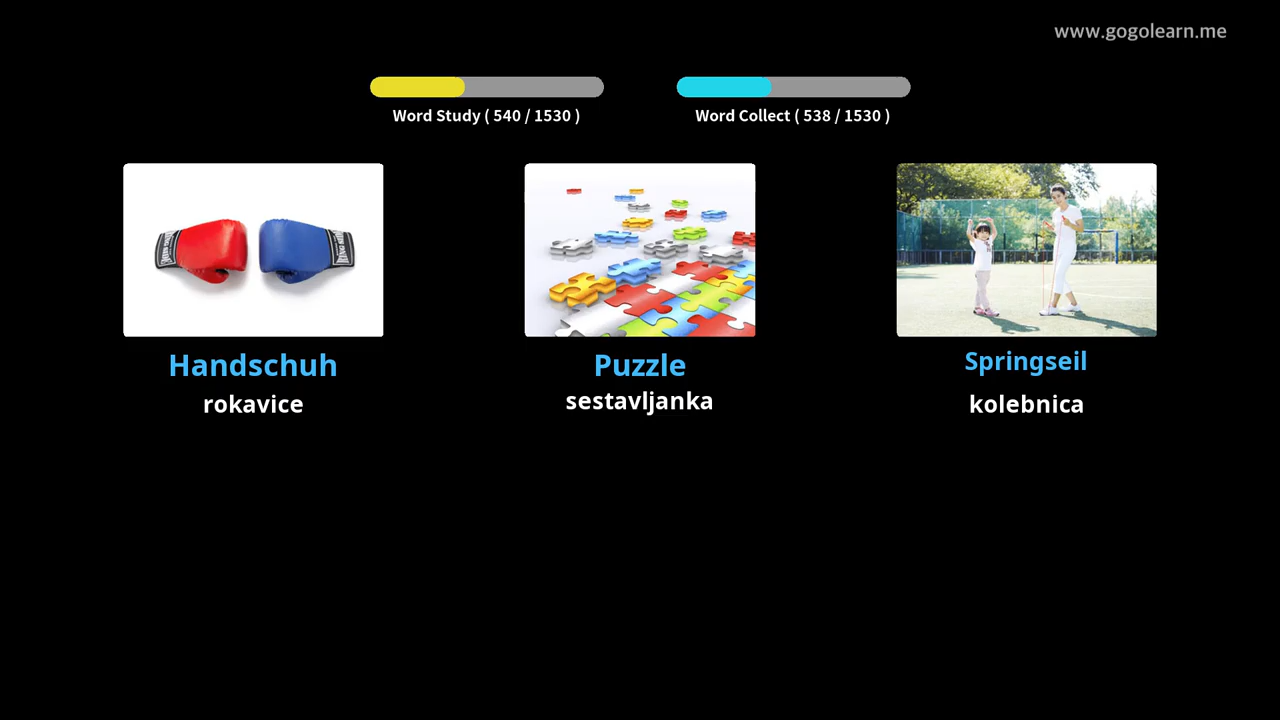 www.gogolearn.me
Word Study ( 540 / 1530 )
Word Collect ( 538 / 1530 )
Handschuh
Puzzle
Springseil
rokavice
sestavljanka
kolebnica